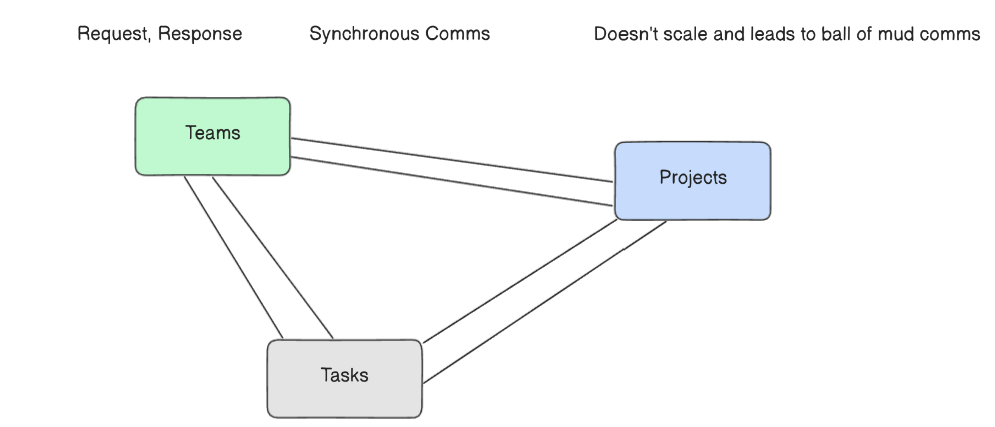 Request, Response
Synchronous Comms
Doesn't scale and leads to ball of mud comms
Teams
Projects
Tasks